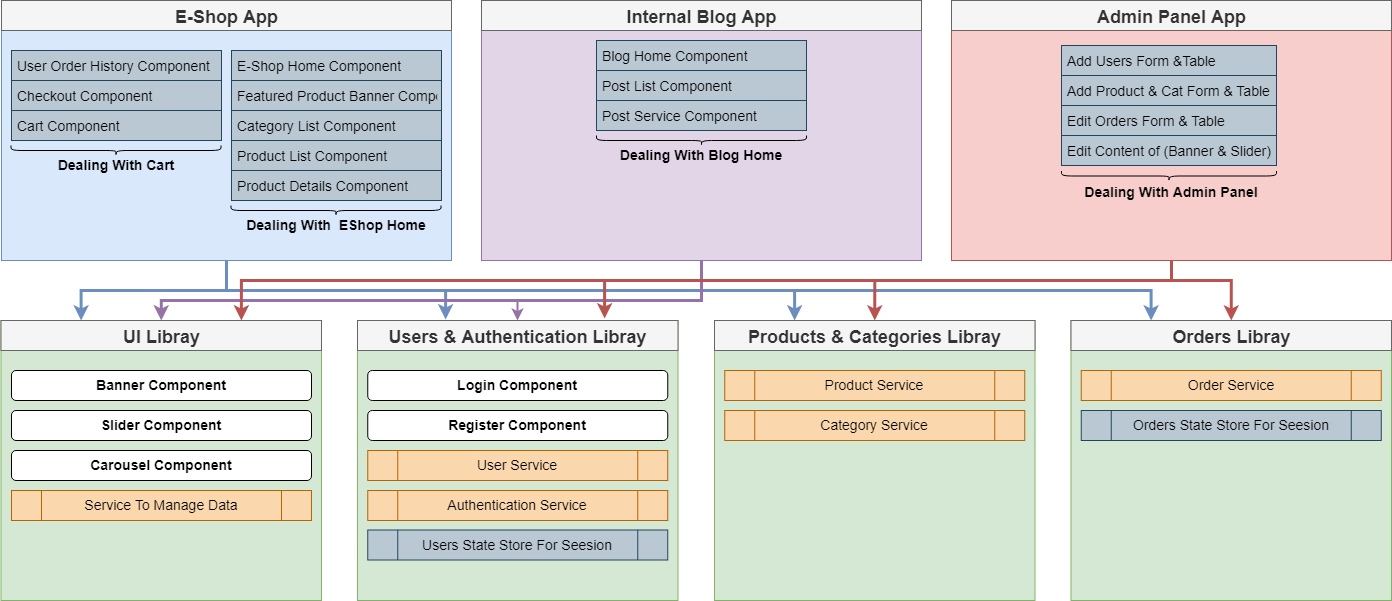 E-Shop App
User Order History Component
Checkout Component
Cart Component
Dealing With Cart
E-Shop Home Component
Featured Product Banner Comp
Category List Component
Product List Component
Product Details Component
Dealing With  EShop Home
Internal Blog App
Blog Home Component
Post List Component
Post Service Component
Dealing With Blog Home
Admin Panel App
Add Users Form &Table
Add Product & Cat Form & Table
Edit Orders Form & Table
Edit Content of (Banner & Slider)
Dealing With Admin Panel
UI Libray
Banner Component
Slider Component
Carousel Component
Service To Manage Data
Users & Authentication Libray
Login Component
Register Component
User Service
Authentication Service
Users State Store For Seesion
Products & Categories Libray
Product Service
Category Service
Orders Libray
Order Service
Orders State Store For Seesion